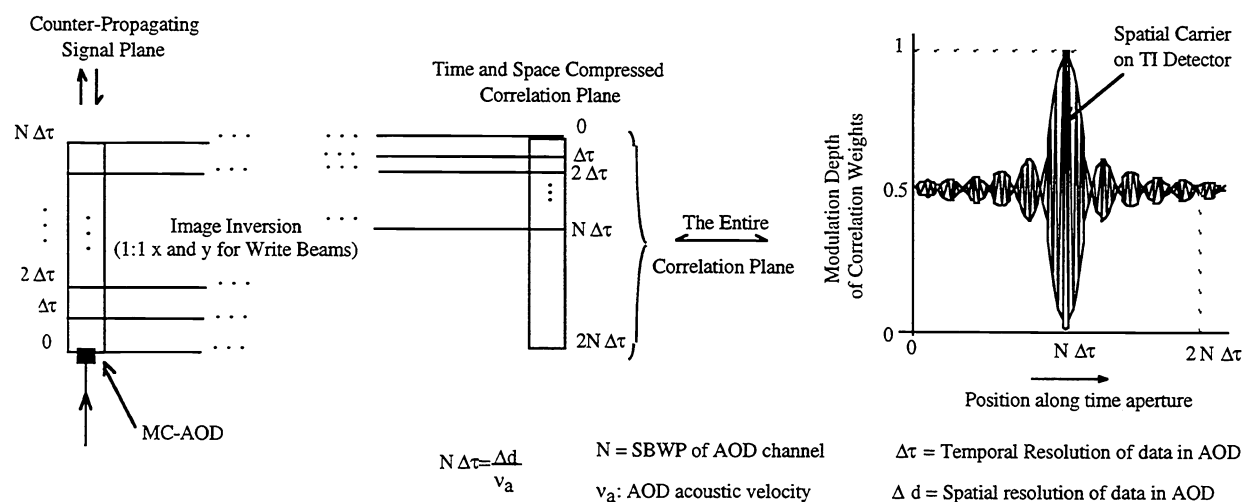 Counter-Propagating
Signal Plane
N Δτ
2 Δτ
Δτ
0
MC-AOD
Image Inversion
(1:1 x and y for Write Beams)
Time and Space Compressed
Correlation Plane
0
Δτ
2 Δτ
N Δτ
2N Δτ
The Entire
Correlation Plane
Spatial Carrier
on TI Detector
Modulation Depth
of Correlation Weights
1
0.5
0
0
N Δτ
2 N Δτ
Position along time aperture
N Δτ = Δd / νa
N = SBWP of AOD channel
νa: AOD acoustic velocity
Δτ = Temporal Resolution of data in AOD
Δ d = Spatial resolution of data in AOD